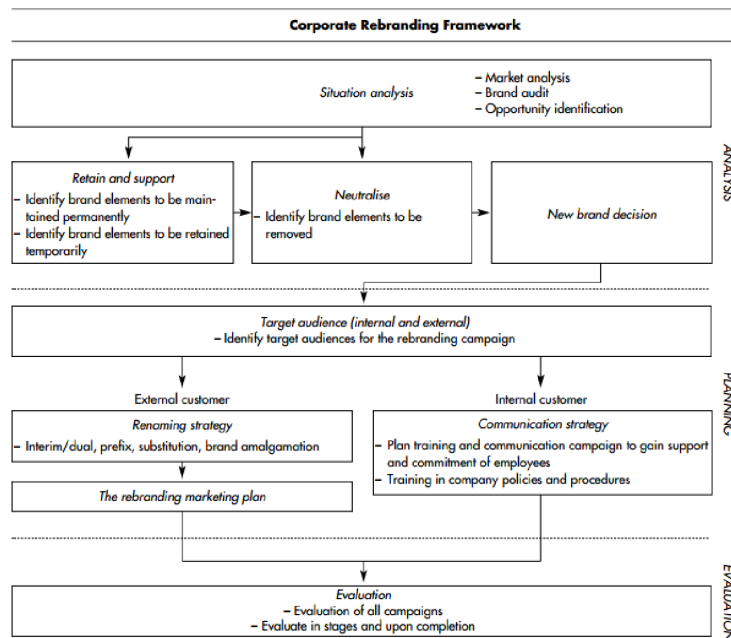 Corporate Rebranding Framework
Situation analysis
– Market analysis
– Brand audit
– Opportunity identification
Retain and support
– Identify brand elements to be main-
tained permanently
– Identify brand elements to be retained
temporarily
Neutralise
– Identify brand elements to be
removed
New brand decision
ANALYSIS
Target audience (internal and external)
– Identify target audiences for the rebranding campaign
External customer
Renaming strategy
– Interim/dual, prefix, substitution, brand amalgamation
The rebranding marketing plan
Internal customer
Communication strategy
– Plan training and communication campaign to gain support
and commitment of employees
– Training in company policies and procedures
PLANNING
Evaluation
– Evaluation of all campaigns
– Evaluate in stages and upon completion
EVALUATION